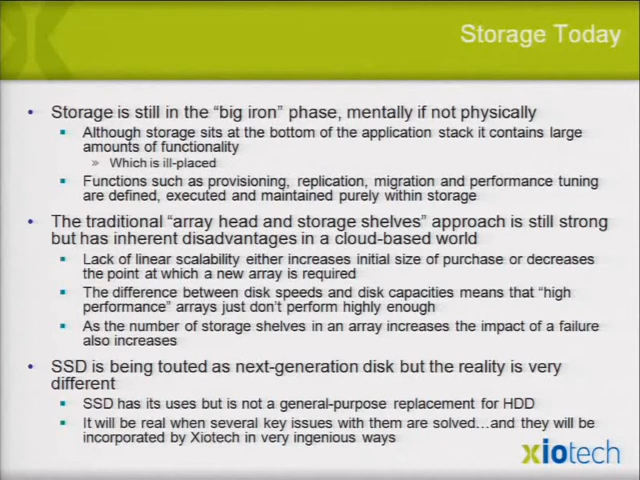 Storage Today
• Storage is still in the "big iron" phase, mentally if not physically
▪ Although storage sits at the bottom of the application stack it contains large
amounts of functionality
» Which is ill-placed
▪ Functions such as provisioning, replication, migration and performance tuning
are defined, executed and maintained purely within storage
• The traditional "array head and storage shelves" approach is still strong
but has inherent disadvantages in a cloud-based world
▪ Lack of linear scalability either increases initial size of purchase or decreases
the point at which a new array is required
▪ The difference between disk speeds and disk capacities means that "high
performance" arrays just don't perform highly enough
▪ As the number of storage shelves in an array increases the impact of a failure
also increases
• SSD is being touted as next-generation disk but the reality is very
different
▪ SSD has its uses but is not a general-purpose replacement for HDD
▪ It will be real when several key issues with them are solved…and they will be
incorporated by Xiotech in very ingenious ways
xiotech